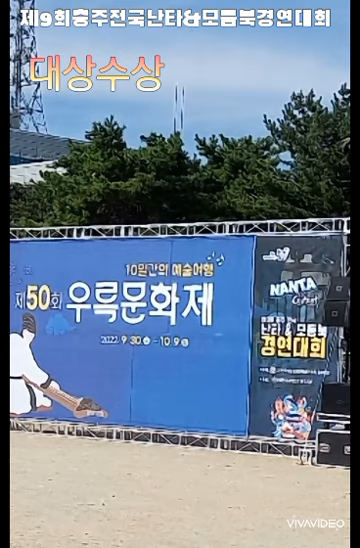 제9회충주전국난타&모듬북경연대회
대상수상
10일간의 예술여행
제50회 우륵문화제
2022. 9. 30 - 10. 9
NANTA
난타 & 모듬북
경연대회
VIVAVIDEO